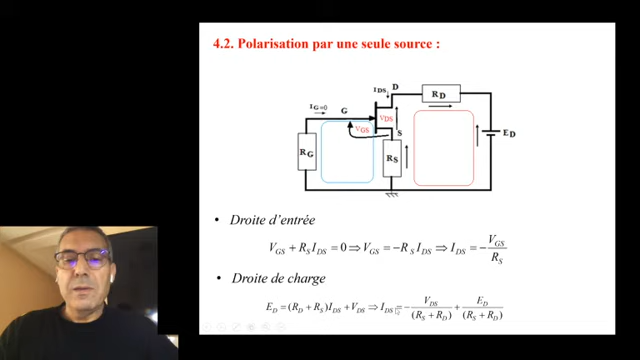 4.2. Polarisation par une seule source :
I_DS D
R_D
I_G=0
G
V_DS
V_GS
S
E_D
R_G
R_S
• Droite d'entrée
V_GS + R_S I_DS = 0 ⇒ V_GS = −R_S I_DS ⇒ I_DS = − V_GS / R_S
• Droite de charge
E_D = (R_D + R_S) I_DS + V_DS ⇒ I_DS = − V_DS / (R_S + R_D) + E_D / (R_S + R_D)